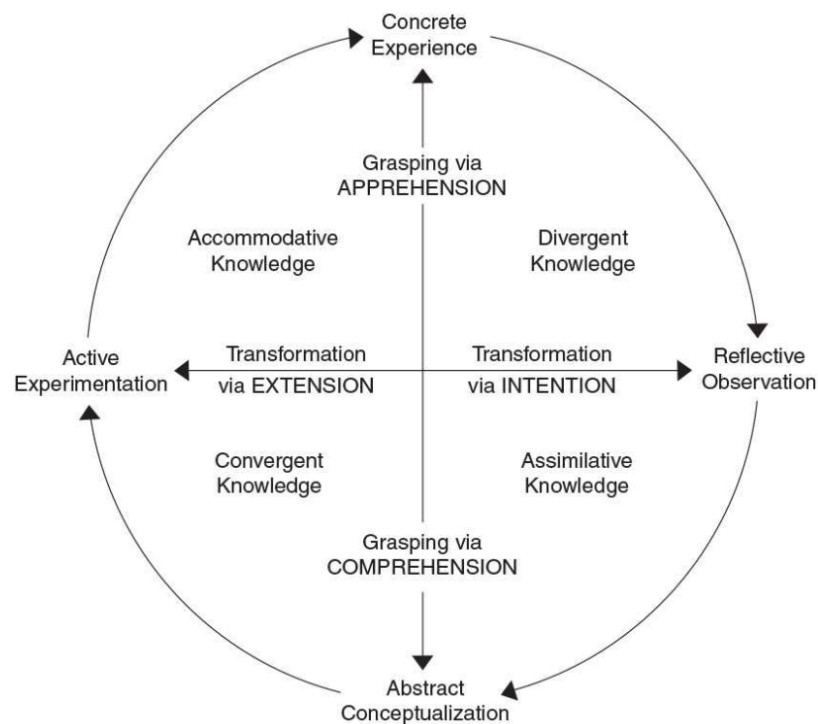 Concrete
Experience
Grasping via
APPREHENSION
Accommodative
Knowledge
Divergent
Knowledge
Active
Experimentation
Transformation
via EXTENSION
Transformation
via INTENTION
Reflective
Observation
Convergent
Knowledge
Assimilative
Knowledge
Grasping via
COMPREHENSION
Abstract
Conceptualization